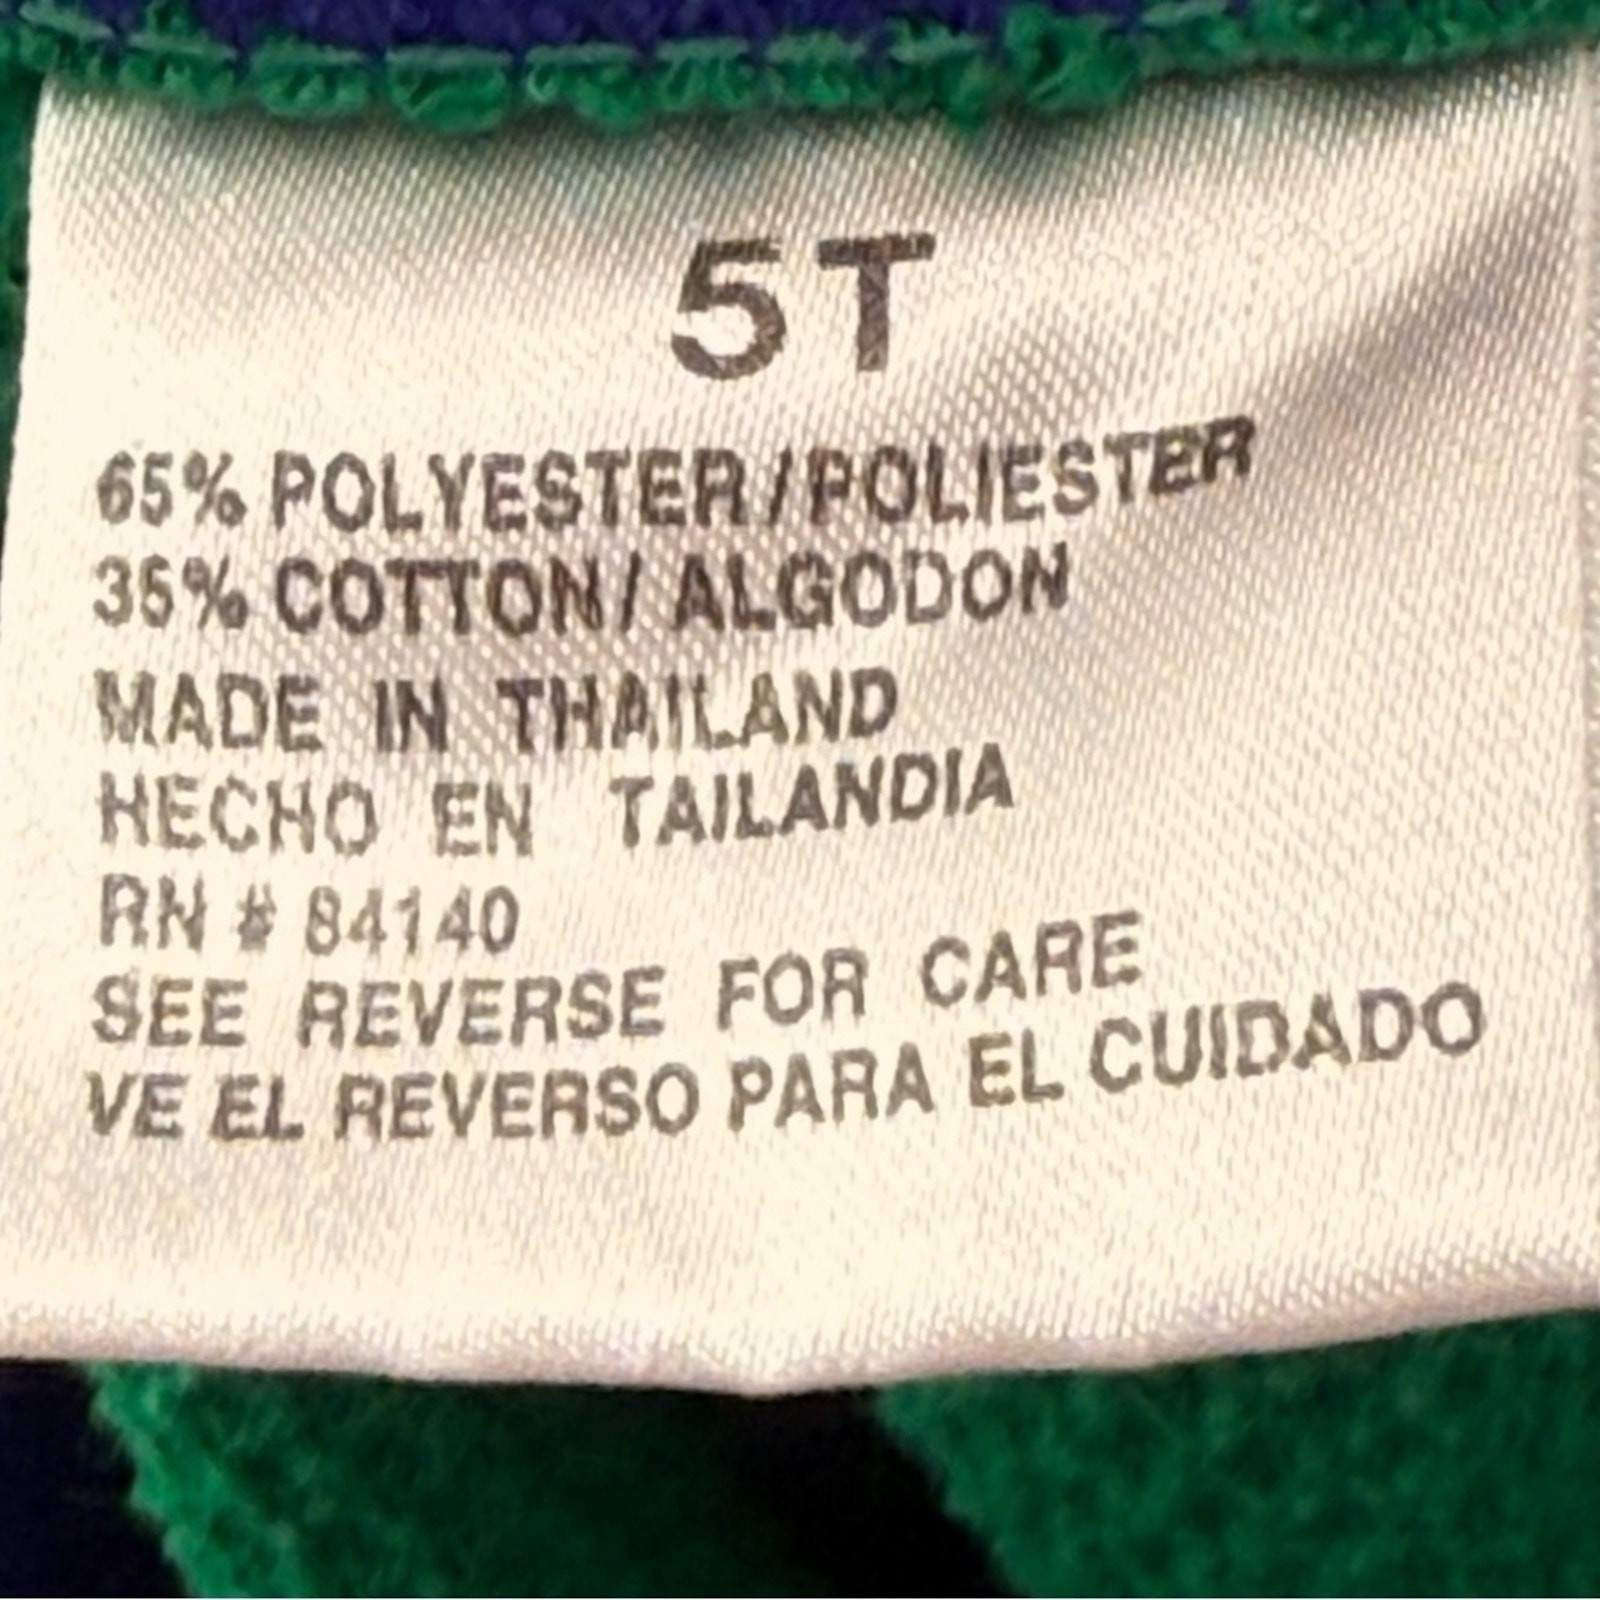 5T
65% POLYESTER/POLIESTER
35% COTTON/ALGODON
MADE IN THAILAND
HECHO EN TAILANDIA
RN # 84140
SEE REVERSE FOR CARE
VE EL REVERSO PARA EL CUIDADO